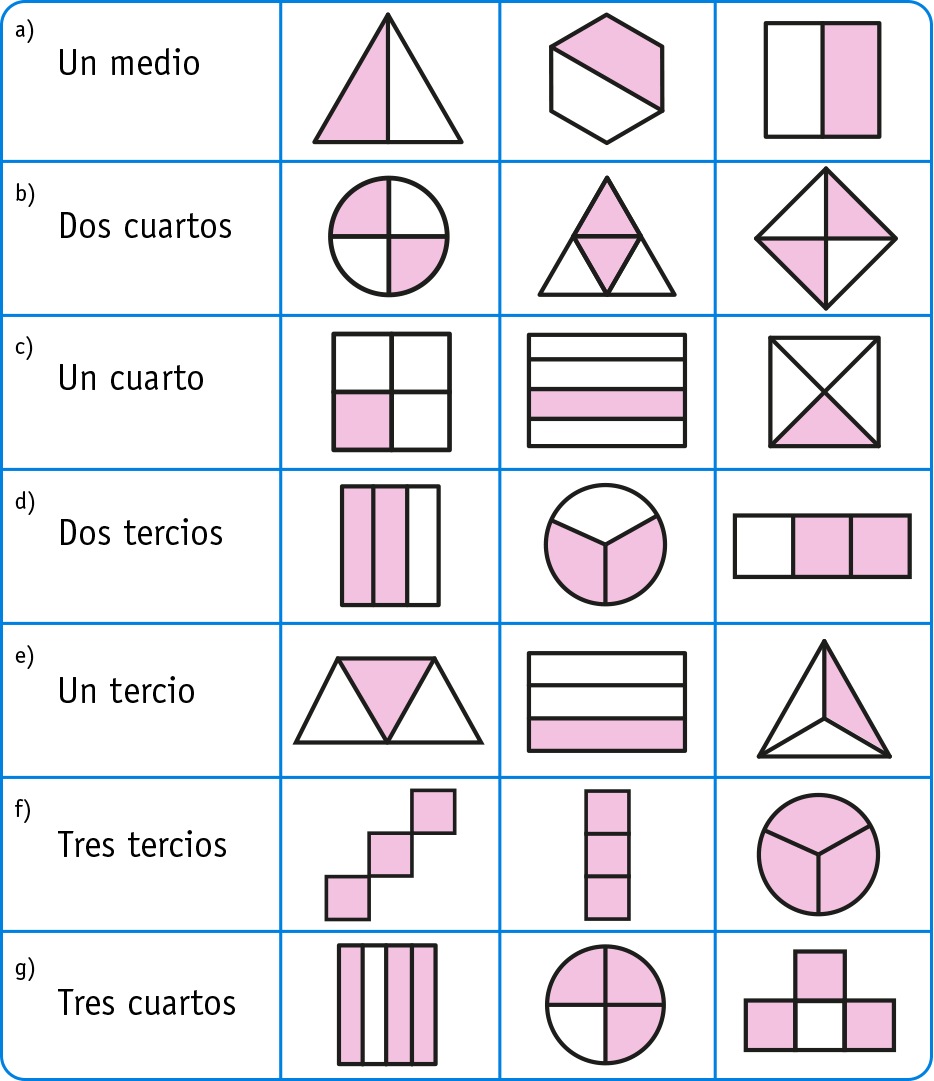 a)
Un medio
b)
Dos cuartos
c)
Un cuarto
d)
Dos tercios
e)
Un tercio
f)
Tres tercios
g)
Tres cuartos